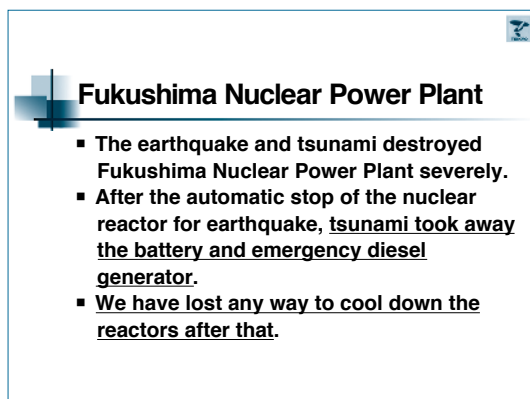 Fukushima Nuclear Power Plant
▪ The earthquake and tsunami destroyed
Fukushima Nuclear Power Plant severely.
▪ After the automatic stop of the nuclear
reactor for earthquake, tsunami took away
the battery and emergency diesel
generator.
▪ We have lost any way to cool down the
reactors after that.